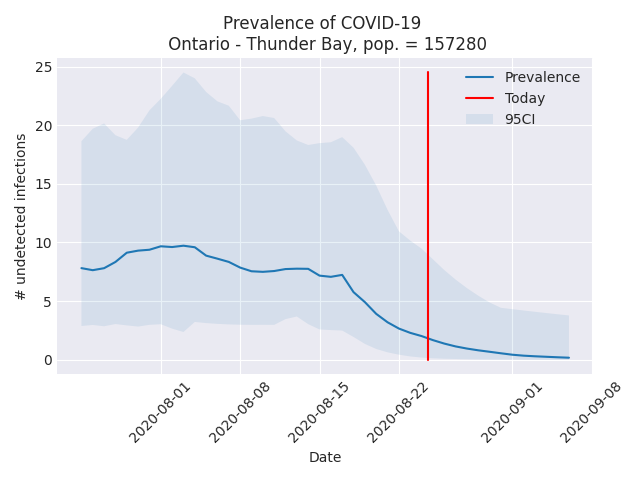 Prevalence of COVID-19
Ontario - Thunder Bay, pop. = 157280
25
20
15
10
5
0
# undetected infections
Prevalence
Today
95CI
2020-08-01
2020-08-08
2020-08-15
2020-08-22
2020-09-01
2020-09-08
Date